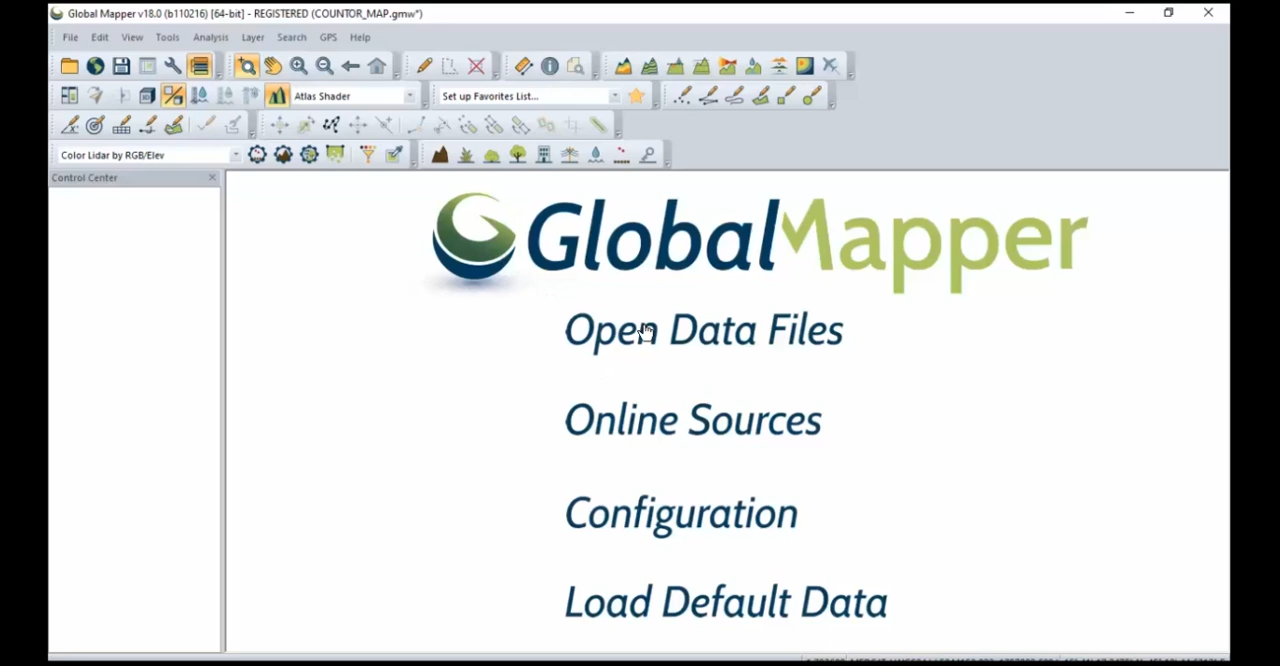 Global Mapper v18.0 (b110216) [64-bit] - REGISTERED (COUNTOR_MAP.gmw*)
File Edit View Tools Analysis Layer Search GPS Help
Atlas Shader Set up Favorites List...
Color Lidar by RGB/Elev
Control Center
GlobalMapper
Open Data Files
Online Sources
Configuration
Load Default Data